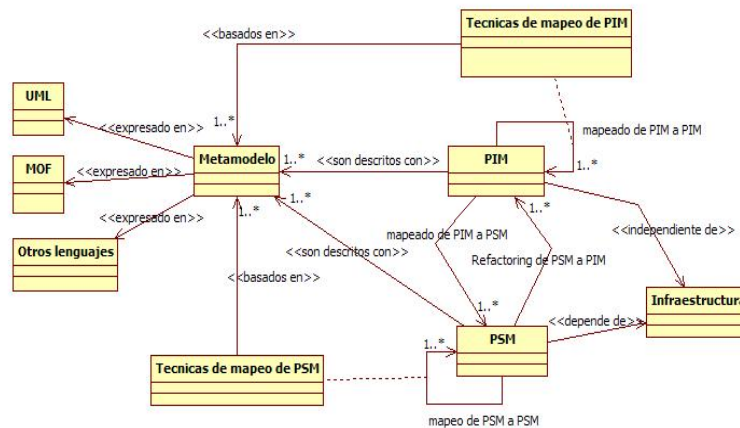 Tecnicas de mapeo de PIM
<<basados en>>
UML
<<expresado en>>
1..*
mapeado de PIM a PIM
Metamodelo
1..*
<<son descritos con>>
PIM
1..*
MOF
<<expresado en>>
1..*
1..*
1..*
<<expresado en>>
mapeado de PIM a PSM
<<independiente de>>
Otros lenguajes
<<son descritos con>>
Refactoring de PSM a PIM
<<basados en>>
Infraestructura
1..*
<<depende de>>
1..*
PSM
Tecnicas de mapeo de PSM
mapeo de PSM a PSM